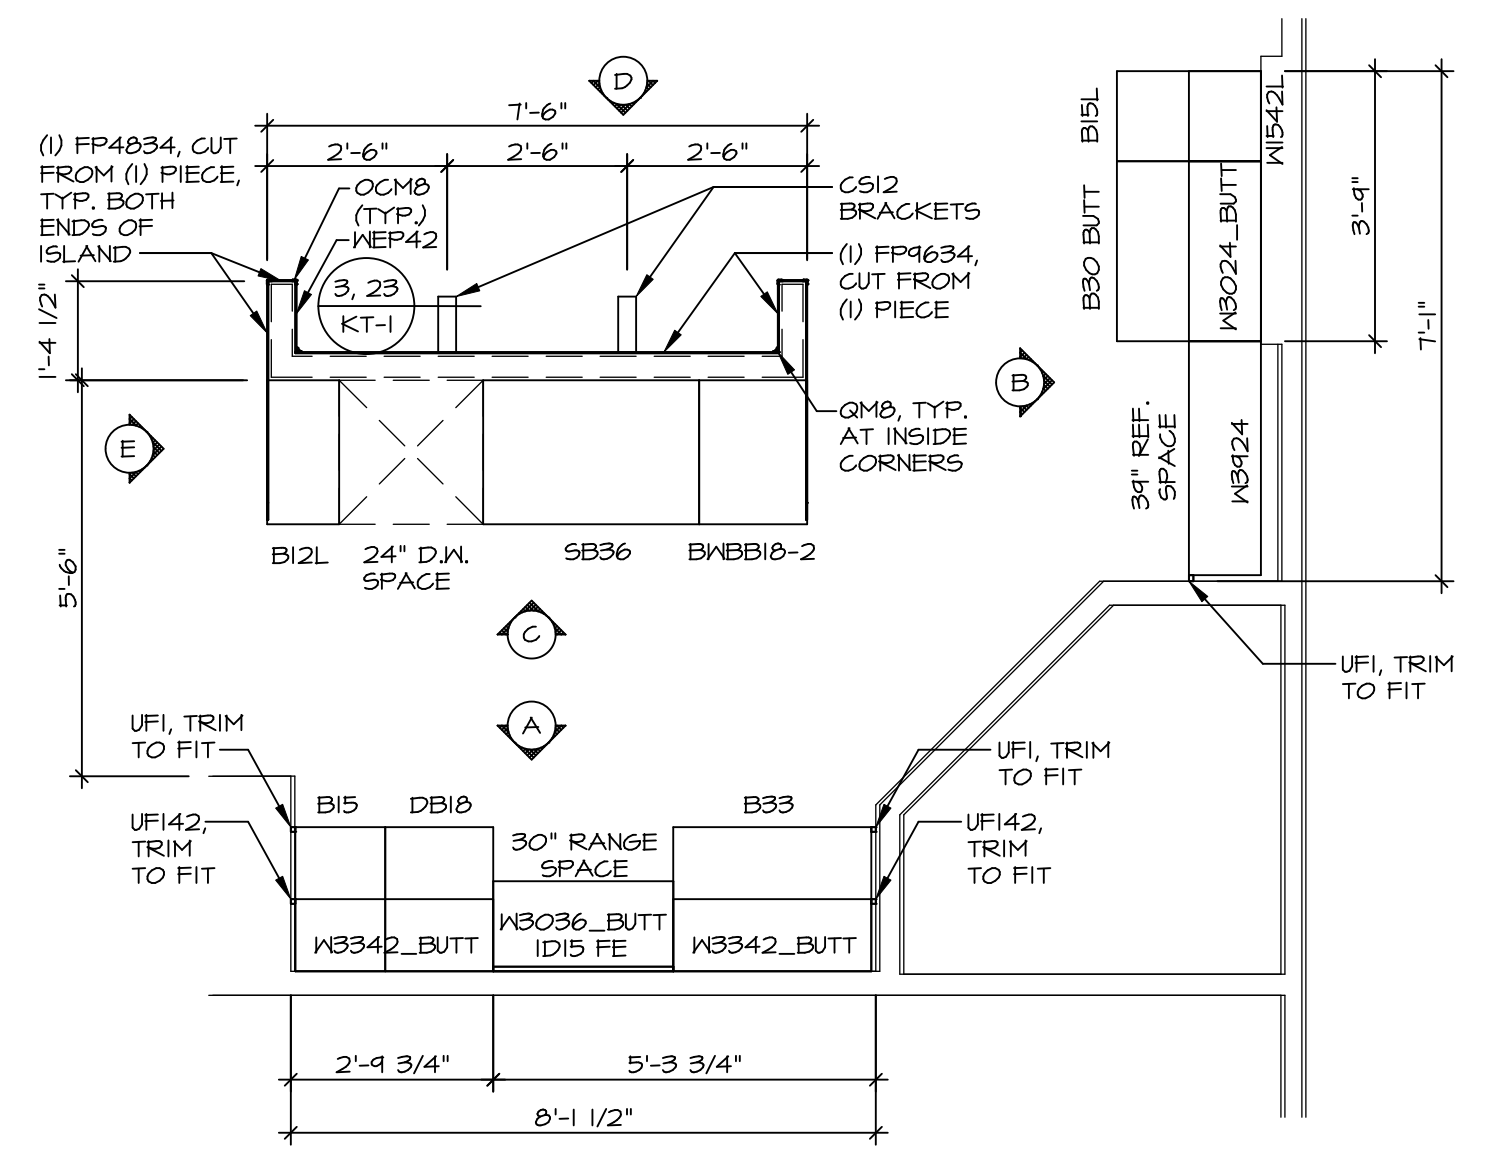 D
7'-6"
2'-6"
2'-6"
2'-6"
(1) FP4834, CUT
FROM (1) PIECE,
TYP. BOTH
ENDS OF
ISLAND
OCM8
(TYP.)
WEP42
3, 23
KT-1
CS12
BRACKETS
(1) FP9634,
CUT FROM
(1) PIECE
1'-4 1/2"
QM8, TYP.
AT INSIDE
CORNERS
E
B
B15L
W1542L
B30 BUTT
W3024_BUTT
3'-9"
7'-1"
39" REF.
SPACE
W3924
B12L
24" D.W.
SPACE
SB36
BWBB18-2
5'-6"
C
A
UF1, TRIM
TO FIT
UF1, TRIM
TO FIT
UF142,
TRIM
TO FIT
B15
DB18
30" RANGE
SPACE
B33
UF1, TRIM
TO FIT
UF142,
TRIM
TO FIT
W3342_BUTT
W3036_BUTT
1D15 FE
W3342_BUTT
2'-9 3/4"
5'-3 3/4"
8'-1 1/2"